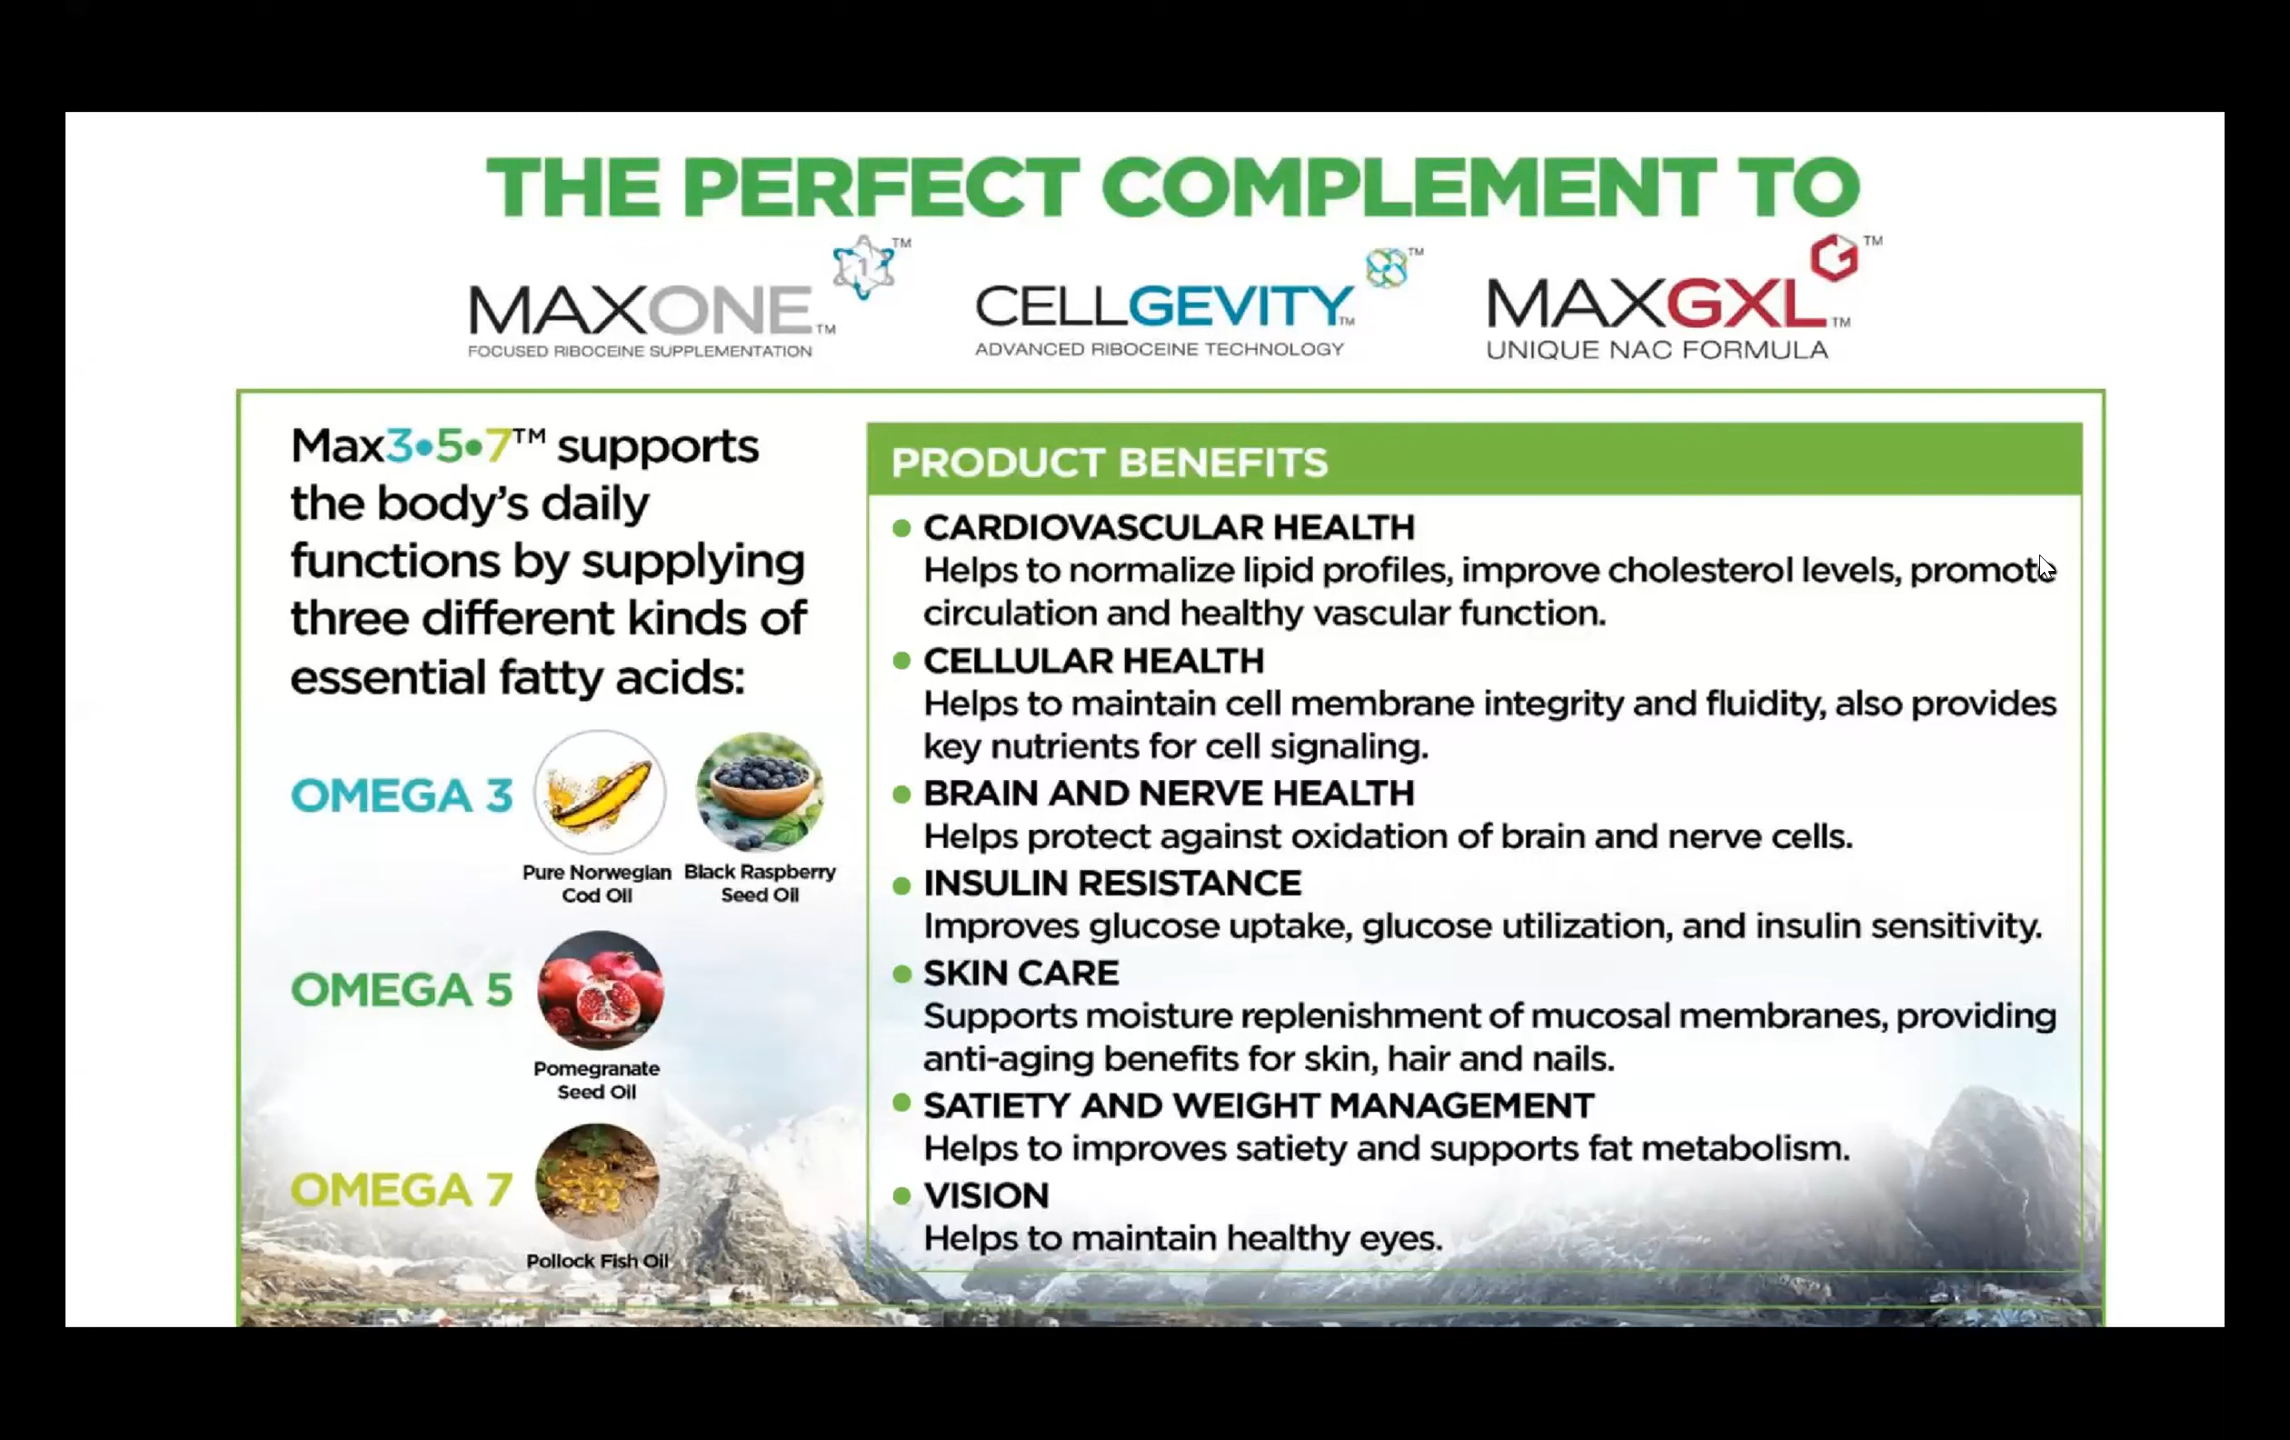 THE PERFECT COMPLEMENT TO
MAXONE™ ™
FOCUSED RIBOCEINE SUPPLEMENTATION
CELLGEVITY™ ™
ADVANCED RIBOCEINE TECHNOLOGY
MAXGXL™ ™
UNIQUE NAC FORMULA
Max3•5•7™ supports
the body’s daily
functions by supplying
three different kinds of
essential fatty acids:
OMEGA 3
Pure Norwegian
Cod Oil
Black Raspberry
Seed Oil
OMEGA 5
Pomegranate
Seed Oil
OMEGA 7
Pollock Fish Oil
PRODUCT BENEFITS
• CARDIOVASCULAR HEALTH
Helps to normalize lipid profiles, improve cholesterol levels, promote
circulation and healthy vascular function.
• CELLULAR HEALTH
Helps to maintain cell membrane integrity and fluidity, also provides
key nutrients for cell signaling.
• BRAIN AND NERVE HEALTH
Helps protect against oxidation of brain and nerve cells.
• INSULIN RESISTANCE
Improves glucose uptake, glucose utilization, and insulin sensitivity.
• SKIN CARE
Supports moisture replenishment of mucosal membranes, providing
anti-aging benefits for skin, hair and nails.
• SATIETY AND WEIGHT MANAGEMENT
Helps to improves satiety and supports fat metabolism.
• VISION
Helps to maintain healthy eyes.